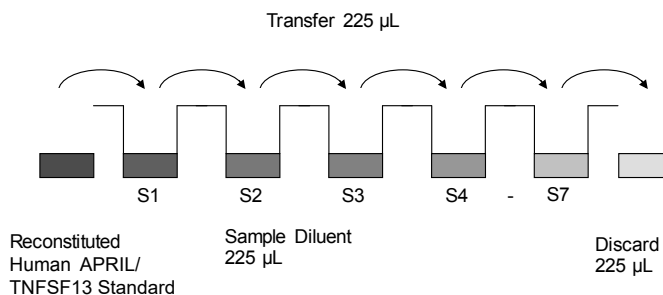 Transfer 225 µL
S1 S2 S3 S4 - S7
Reconstituted
Human APRIL/
TNFSF13 Standard
Sample Diluent
225 µL
Discard
225 µL